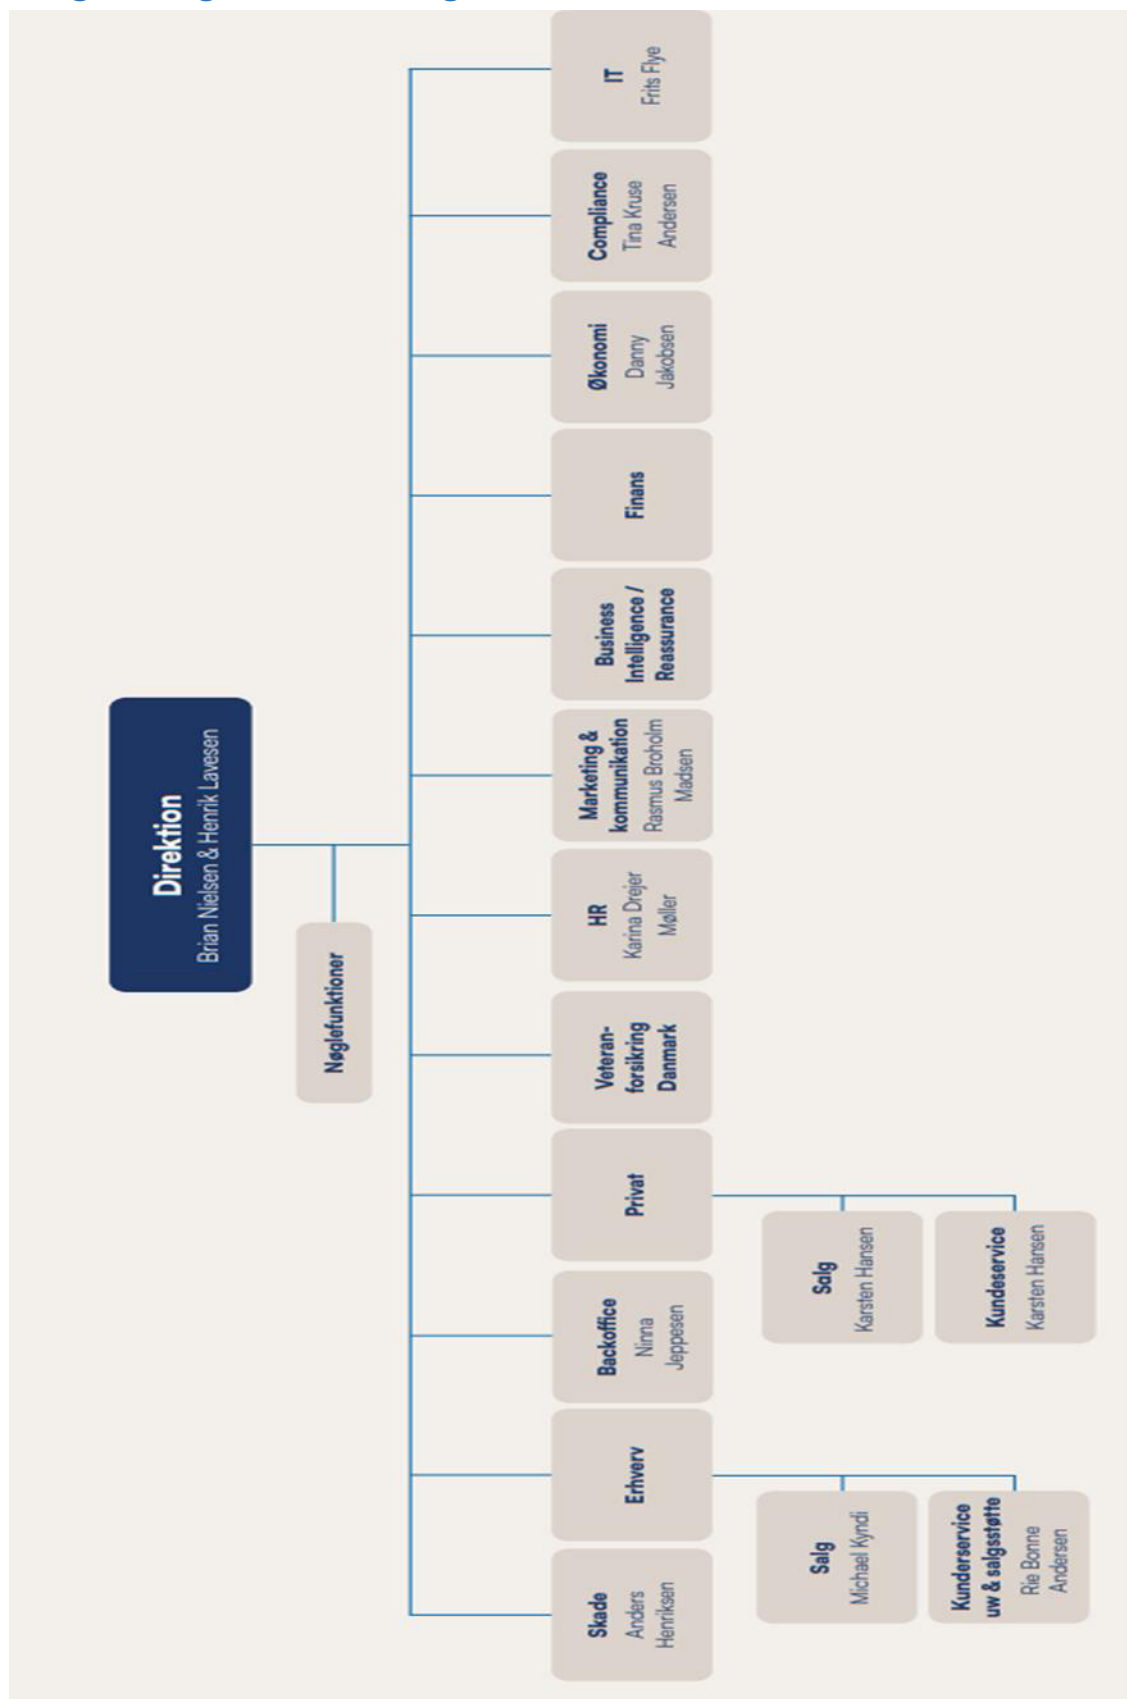 Direktion
Brian Nielsen & Henrik Lavesen
Nøglefunktioner
Skade
Anders
Henriksen
Erhverv
Salg
Michael Kyndi
Kunderservice
uw & salgsstøtte
Rie Bonne
Andersen
Backoffice
Ninna
Jeppesen
Privat
Salg
Karsten Hansen
Kundeservice
Karsten Hansen
Veteran-
forsikring
Danmark
HR
Karina Drejer
Møller
Marketing &
kommunikation
Rasmus Broholm
Madsen
Business
Intelligence /
Reassurance
Finans
Økonomi
Danny
Jakobsen
Compliance
Tina Kruse
Andersen
IT
Frits Flye